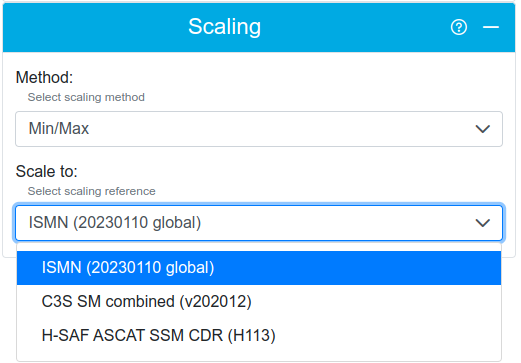 Scaling
Method:
Select scaling method
Min/Max
Scale to:
Select scaling reference
ISMN (20230110 global)
ISMN (20230110 global)
C3S SM combined (v202012)
H-SAF ASCAT SSM CDR (H113)